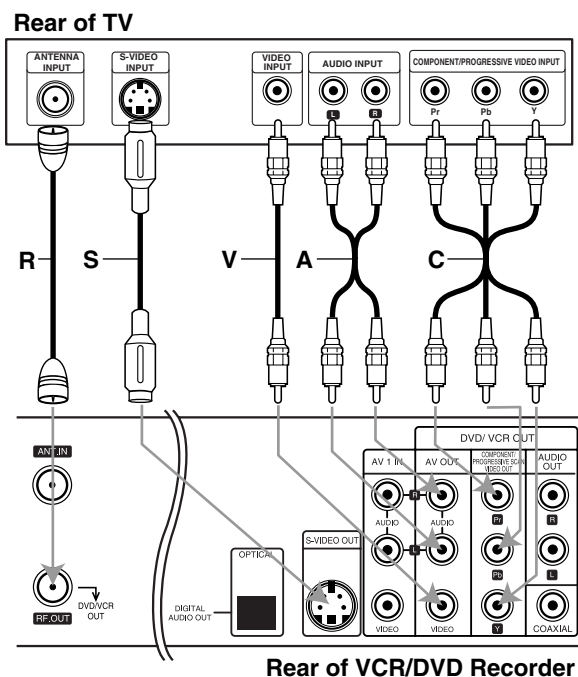 Rear of TV
ANTENNA
INPUT
S-VIDEO
INPUT
VIDEO
INPUT
AUDIO INPUT
COMPONENT/PROGRESSIVE VIDEO INPUT
L
R
Pr
Pb
Y
R
S
V
A
C
DVD/ VCR OUT
ANT.IN
AV 1 IN
AV OUT
COMPONENT/
PROGRESSIVE SCAN
VIDEO OUT
AUDIO
OUT
R
Pr
R
AUDIO
AUDIO
S-VIDEO OUT
L
OPTICAL
Pb
L
RF.OUT
DVD/VCR
OUT
DIGITAL
AUDIO OUT
VIDEO
VIDEO
Y
COAXIAL
Rear of VCR/DVD Recorder